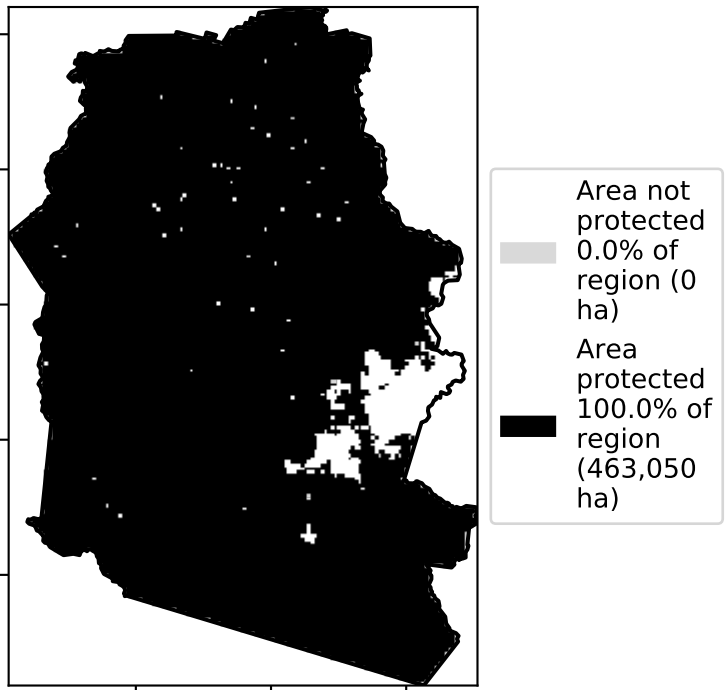 Area not
protected
0.0% of
region (0
ha)
Area
protected
100.0% of
region
(463,050
ha)